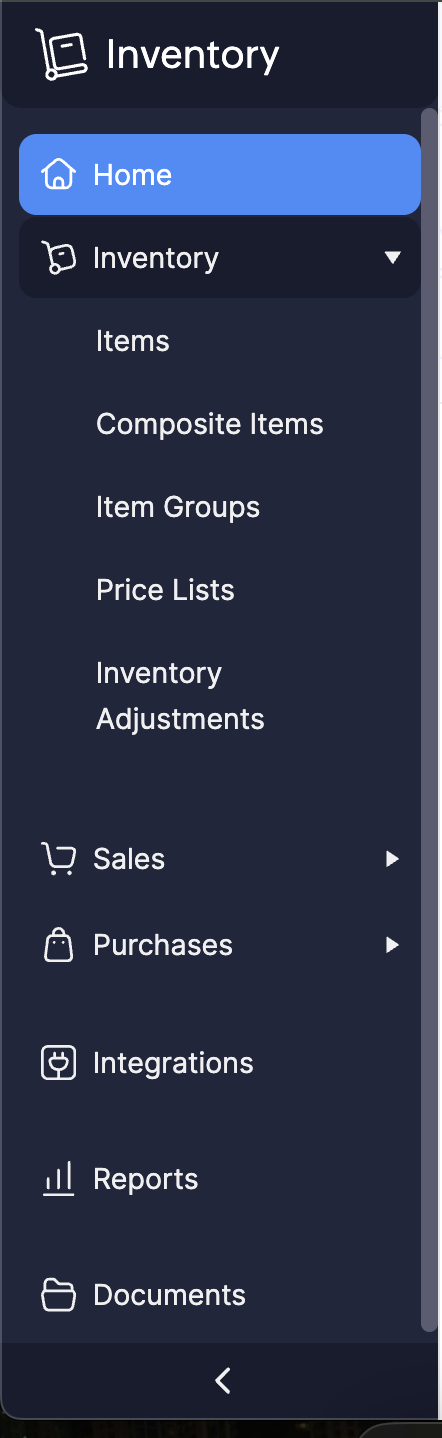 Inventory
Home
Inventory
Items
Composite Items
Item Groups
Price Lists
Inventory
Adjustments
Sales
Purchases
Integrations
Reports
Documents